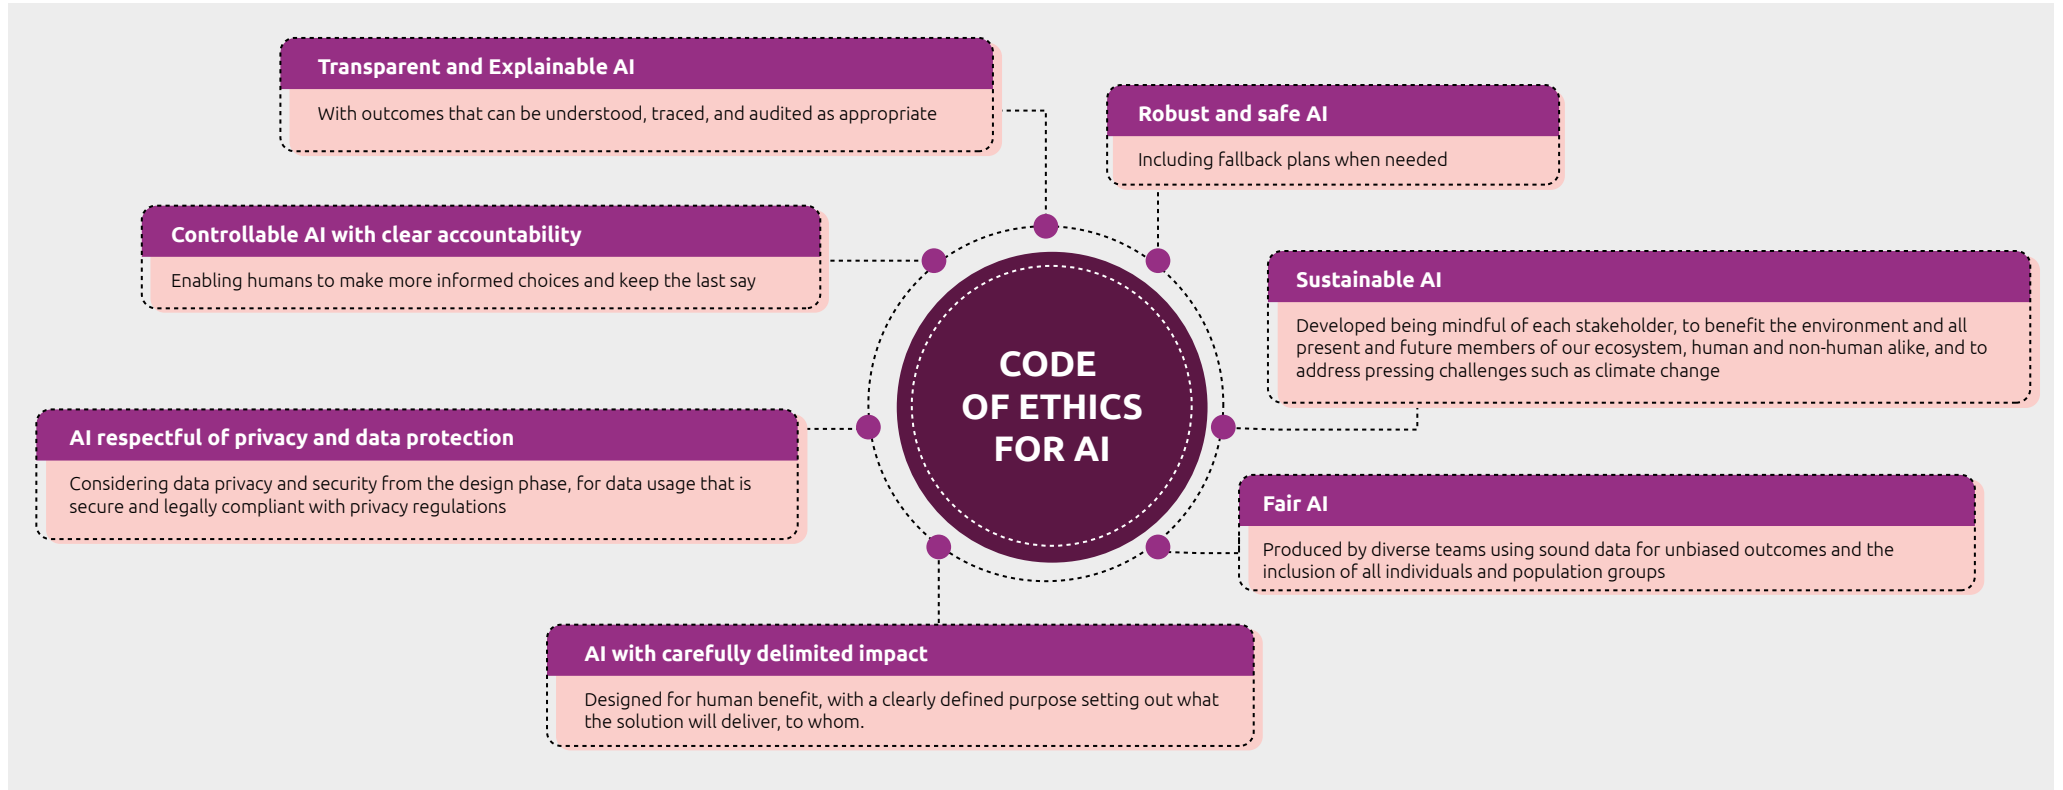 Transparent and Explainable AI
With outcomes that can be understood, traced, and audited as appropriate
Robust and safe AI
Including fallback plans when needed
Controllable AI with clear accountability
Enabling humans to make more informed choices and keep the last say
Sustainable AI
Developed being mindful of each stakeholder, to benefit the environment and all
present and future members of our ecosystem, human and non-human alike, and to
address pressing challenges such as climate change
CODE
OF ETHICS
FOR AI
AI respectful of privacy and data protection
Considering data privacy and security from the design phase, for data usage that is
secure and legally compliant with privacy regulations
Fair AI
Produced by diverse teams using sound data for unbiased outcomes and the
inclusion of all individuals and population groups
AI with carefully delimited impact
Designed for human benefit, with a clearly defined purpose setting out what
the solution will deliver, to whom.